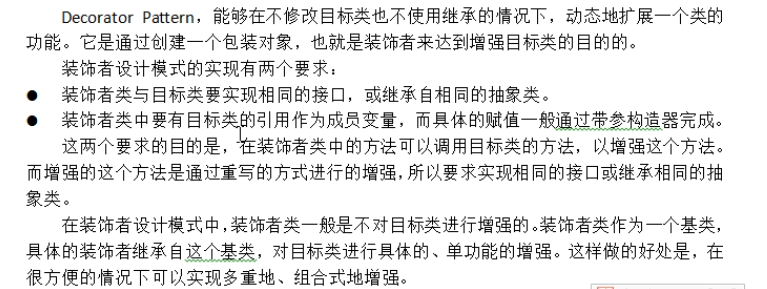 Decorator Pattern，能够在不修改目标类也不使用继承的情况下，动态地扩展一个类的
功能。它是通过创建一个包装对象，也就是装饰者来达到增强目标类的目的的。
装饰者设计模式的实现有两个要求：
● 装饰者类与目标类要实现相同的接口，或继承自相同的抽象类。
● 装饰者类中要有目标类的引用作为成员变量，而具体的赋值一般通过带参构造器完成。
这两个要求的目的是，在装饰者类中的方法可以调用目标类的方法，以增强这个方法。
而增强的这个方法是通过重写的方式进行的增强，所以要求实现相同的接口或继承相同的抽
象类。
在装饰者设计模式中，装饰者类一般是不对目标类进行增强的。装饰者类作为一个基类，
具体的装饰者继承自这个基类，对目标类进行具体的、单功能的增强。这样做的好处是，在
很方便的情况下可以实现多重地、组合式地增强。